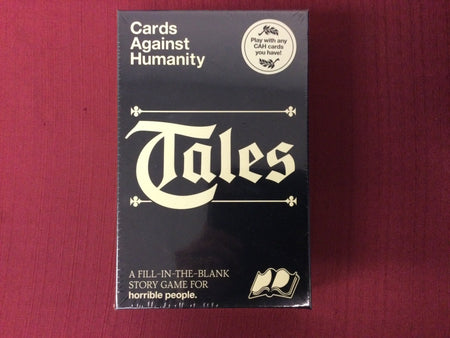 Cards
Against
Humanity
Play with any
CAH cards
you have!
Tales
A FILL-IN-THE-BLANK
STORY GAME FOR
horrible people.